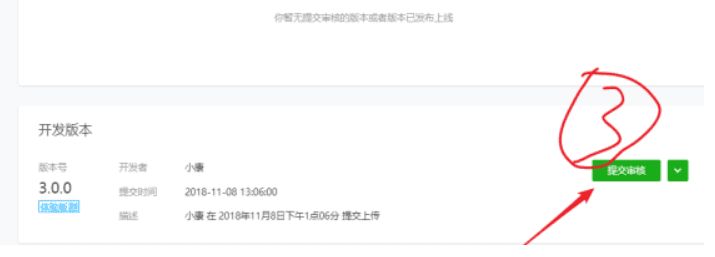 你暂无提交审核的版本或者版本已发布上线
3
开发版本
版本号 开发者 小康 提交审核
3.0.0 提交时间 2018-11-08 13:06:00
体验版 描述 小康 在 2018年11月8日下午1点06分 提交上传